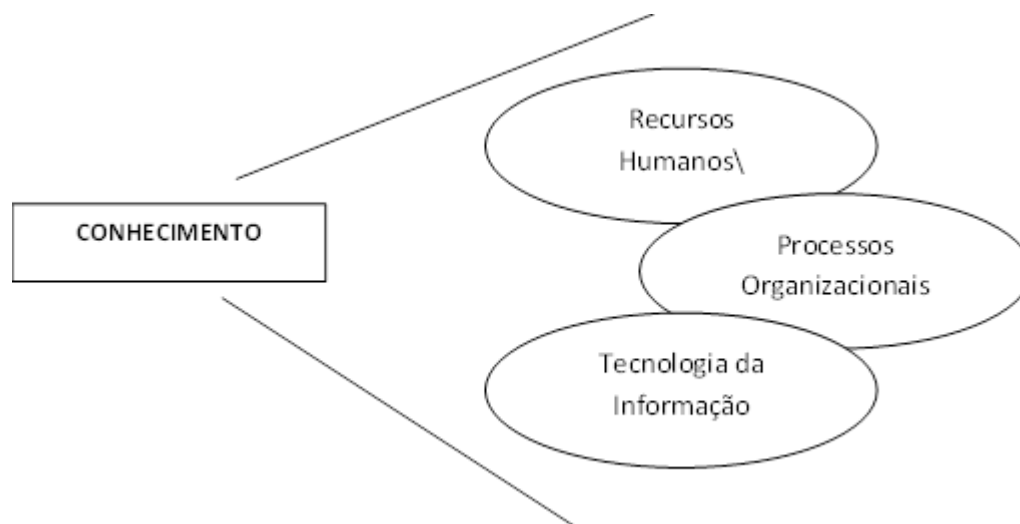 Recursos
Humanos\
CONHECIMENTO
Processos
Organizacionais
Tecnologia da
Informação